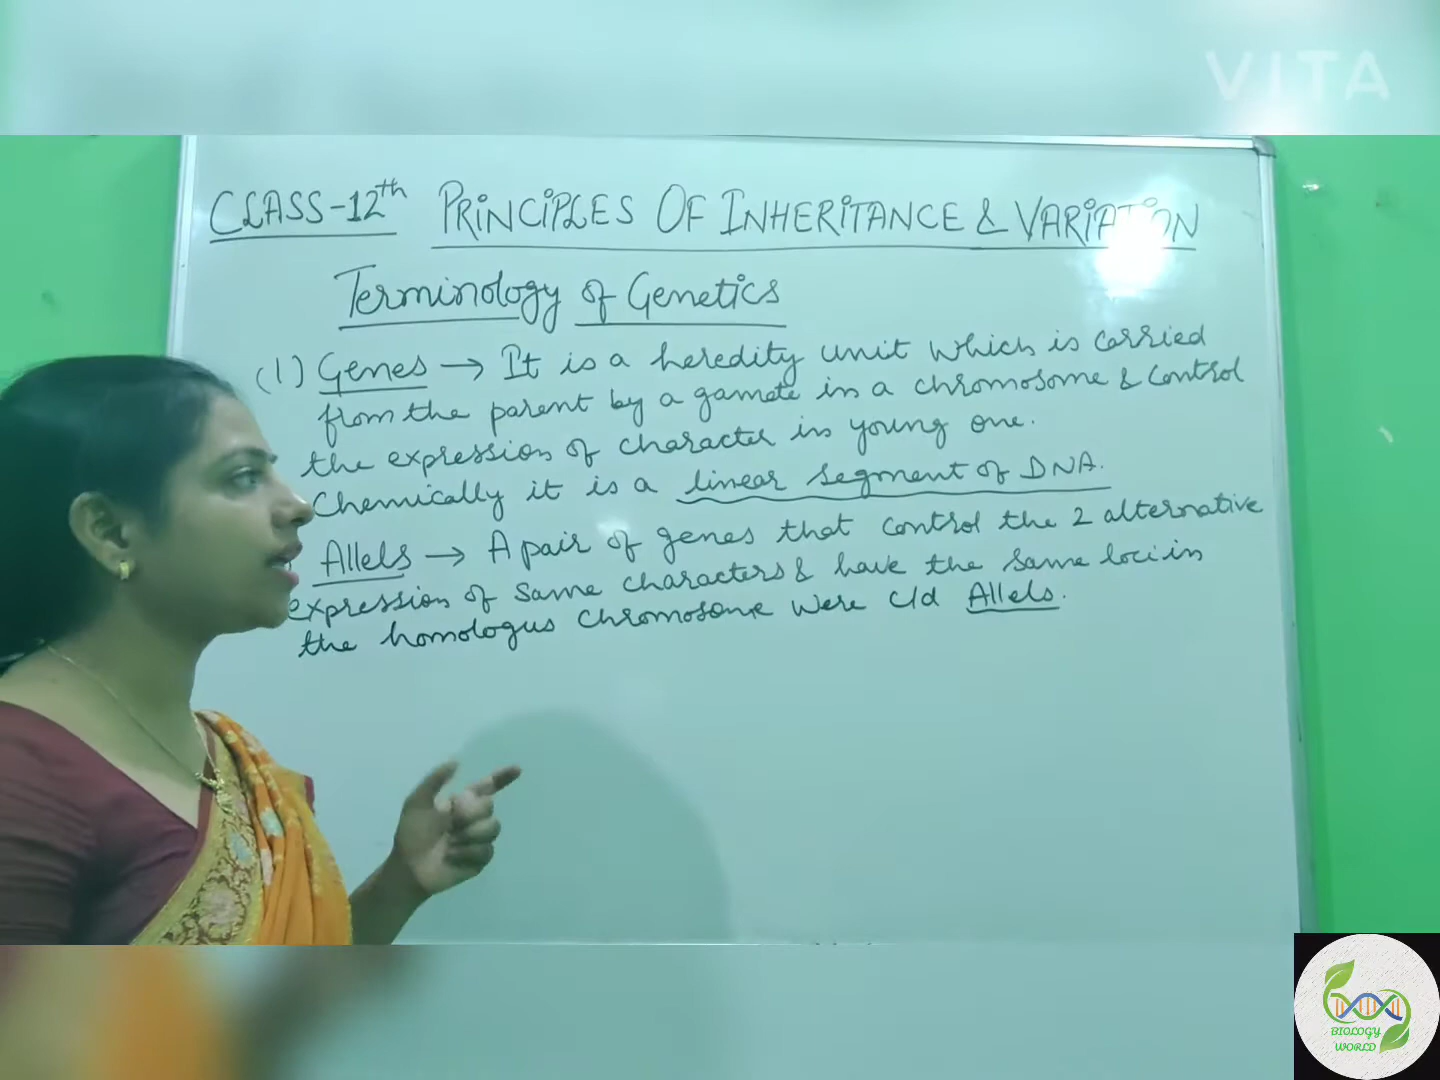 VITA
CLASS-12th PRINCIPLES OF INHERITANCE & VARIATION
Terminology of Genetics
(1) Genes → It is a heredity unit which is carried
from the parent by a gamete in a chromosome & control
the expression of character in young one.
Chemically it is a linear segment of DNA.
Allels → A pair of genes that control the 2 alternative
expression of same characters & have the same loci in
the homologus chromosome were c/d Allels.
BIOLOGY
WORLD